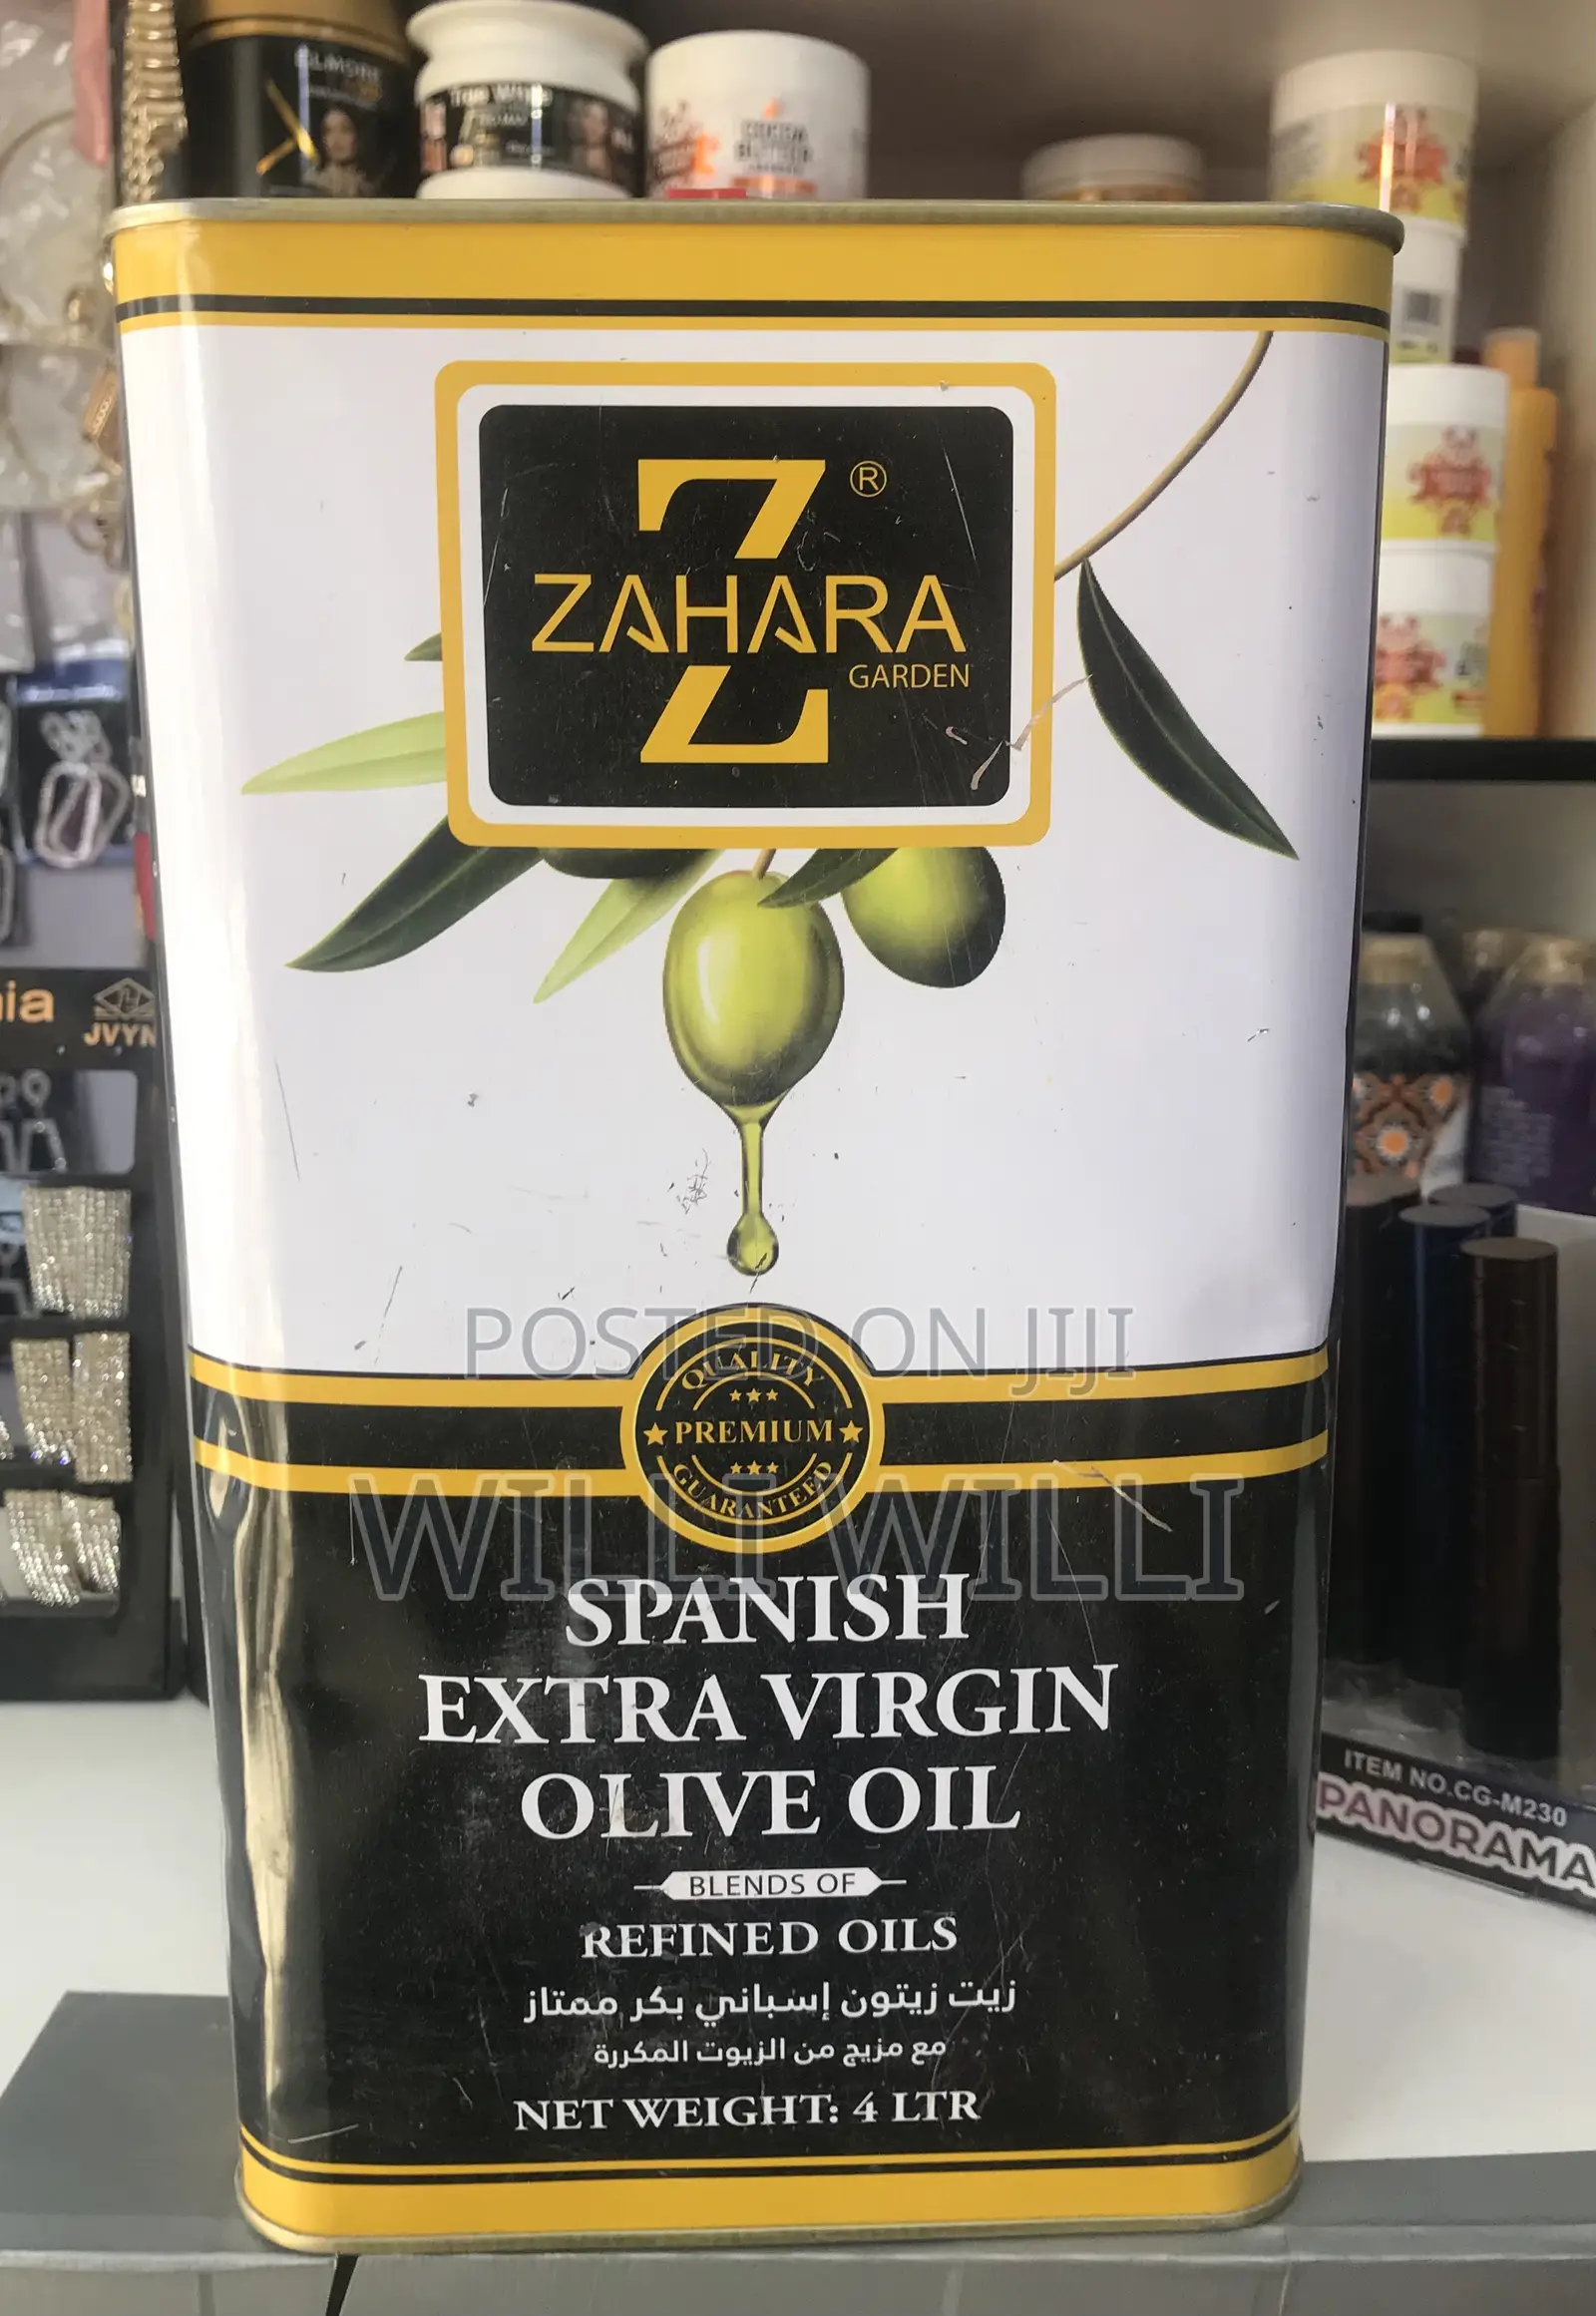 COCOA
BUTTER
Z ®
ZAHARA
GARDEN
JVYN
POSTED ON JIJI
QUALITY
PREMIUM
GUARANTEED
WILLI WILLI
SPANISH
EXTRA VIRGIN
OLIVE OIL
BLENDS OF
REFINED OILS
زيت زيتون إسباني بكر ممتاز
مع مزيج من الزيوت المكررة
NET WEIGHT: 4 LTR
ITEM NO.CG-M230
PANORAMA